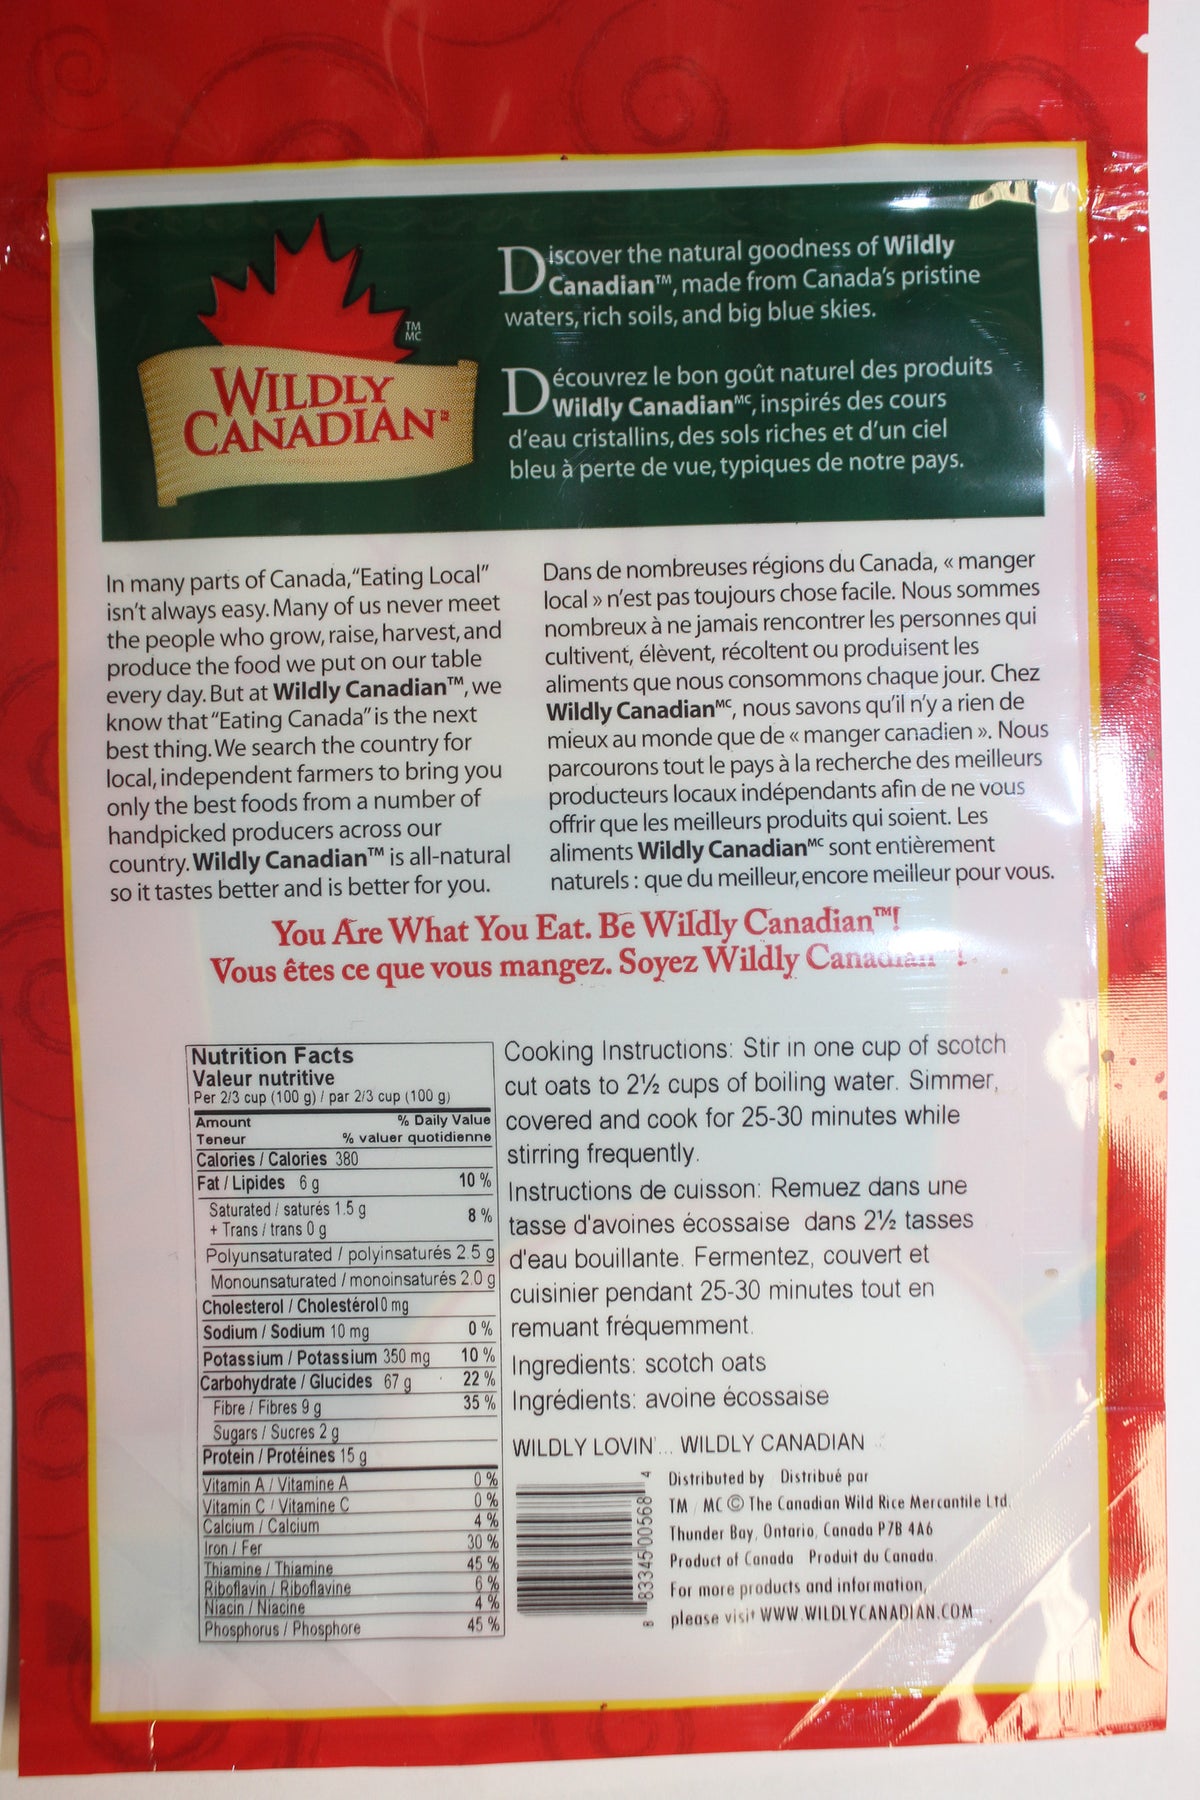 TM
MC
WILDLY
CANADIAN
Discover the natural goodness of Wildly
Canadian™, made from Canada's pristine
waters, rich soils, and big blue skies.
Découvrez le bon goût naturel des produits
Wildly Canadian MC, inspirés des cours
d'eau cristallins, des sols riches et d'un ciel
bleu à perte de vue, typiques de notre pays.
In many parts of Canada, "Eating Local"
isn't always easy. Many of us never meet
the people who grow, raise, harvest, and
produce the food we put on our table
every day. But at Wildly Canadian™, we
know that "Eating Canada" is the next
best thing. We search the country for
local, independent farmers to bring you
only the best foods from a number of
handpicked producers across our
country. Wildly Canadian™ is all-natural
so it tastes better and is better for you.
Dans de nombreuses régions du Canada, « manger
local » n'est pas toujours chose facile. Nous sommes
nombreux à ne jamais rencontrer les personnes qui
cultivent, élèvent, récoltent ou produisent les
aliments que nous consommons chaque jour. Chez
Wildly Canadian MC, nous savons qu'il n'y a rien de
mieux au monde que de « manger canadien ». Nous
parcourons tout le pays à la recherche des meilleurs
producteurs locaux indépendants afin de ne vous
offrir que les meilleurs produits qui soient. Les
aliments Wildly Canadian MC sont entièrement
naturels : que du meilleur, encore meilleur pour vous.
You Are What You Eat. Be Wildly Canadian™!
Vous êtes ce que vous mangez. Soyez Wildly Canadian !
Nutrition Facts
Valeur nutritive
Per 2/3 cup (100 g) / par 2/3 cup (100 g)
Amount % Daily Value
Teneur % valuer quotidienne
Calories / Calories 380
Fat / Lipides 6 g 10 %
Saturated / saturés 1.5 g 8 %
+ Trans / trans 0 g
Polyunsaturated / polyinsaturés 2.5 g
Monounsaturated / monoinsaturés 2.0 g
Cholesterol / Cholestérol 0 mg
Sodium / Sodium 10 mg 0 %
Potassium / Potassium 350 mg 10 %
Carbohydrate / Glucides 67 g 22 %
Fibre / Fibres 9 g 35 %
Sugars / Sucres 2 g
Protein / Protéines 15 g
Vitamin A / Vitamine A 0 %
Vitamin C / Vitamine C 0 %
Calcium / Calcium 4 %
Iron / Fer 30 %
Thiamine / Thiamine 45 %
Riboflavin / Riboflavine 6 %
Niacin / Niacine 4 %
Phosphorus / Phosphore 45 %
Cooking Instructions: Stir in one cup of scotch
cut oats to 2½ cups of boiling water. Simmer,
covered and cook for 25-30 minutes while
stirring frequently.
Instructions de cuisson: Remuez dans une
tasse d'avoines écossaise dans 2½ tasses
d'eau bouillante. Fermentez, couvert et
cuisinier pendant 25-30 minutes tout en
remuant fréquemment.
Ingredients: scotch oats
Ingrédients: avoine écossaise
WILDLY LOVIN'... WILDLY CANADIAN
8 83345 00568 4
Distributed by Distribué par
TM / MC © The Canadian Wild Rice Mercantile Ltd.
Thunder Bay, Ontario, Canada P7B 4A6
Product of Canada Produit du Canada.
For more products and information,
please visit WWW.WILDLYCANADIAN.COM